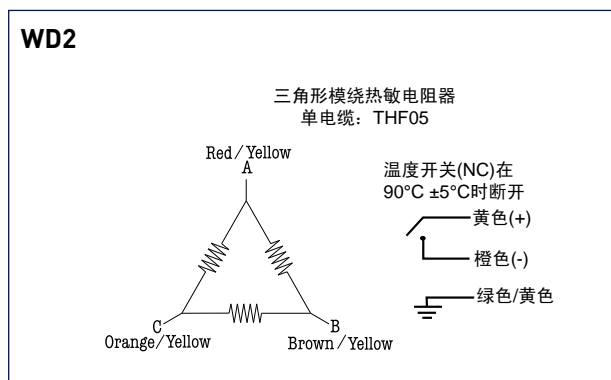 WD2
三角形模绕热敏电阻器
单电缆：THF05
Red/Yellow
A
温度开关(NC)在
90°C ±5°C时断开
黄色(+)
橙色(-)
绿色/黄色
C
Orange/Yellow
B
Brown/Yellow